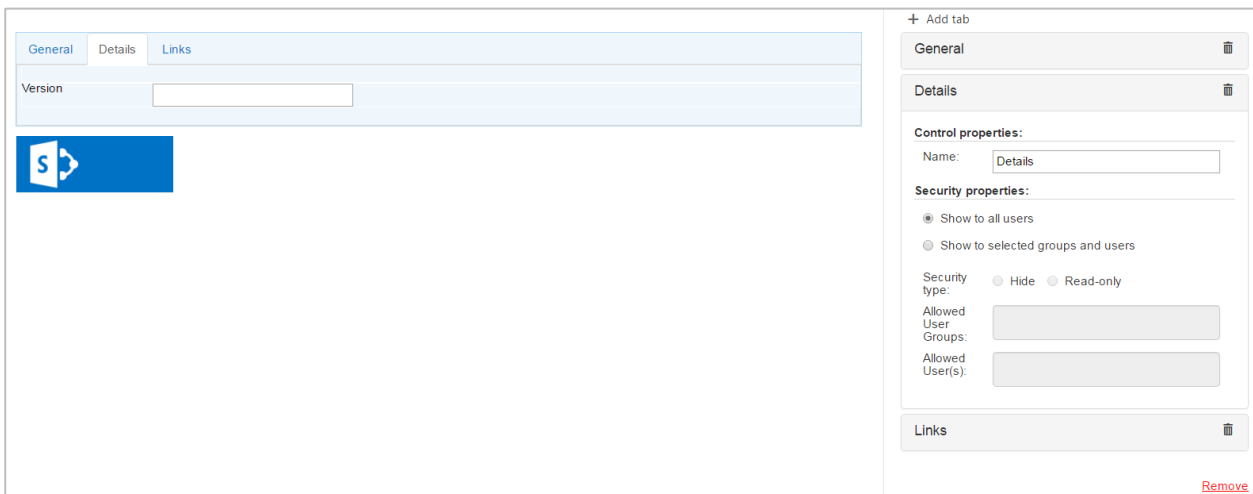 General Details Links
Version
S
+ Add tab
General
Details
Control properties:
Name: Details
Security properties:
Show to all users
Show to selected groups and users
Security
type:
Hide Read-only
Allowed
User
Groups:
Allowed
User(s):
Links
Remove